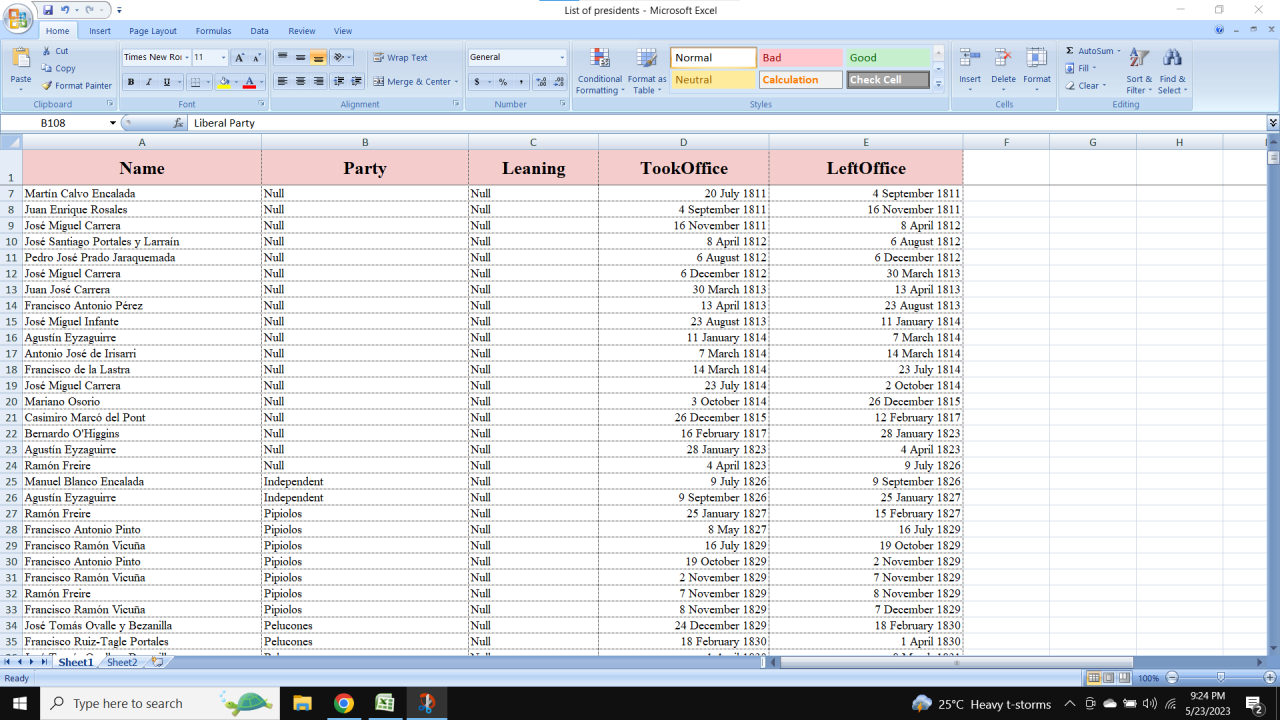 List of presidents - Microsoft Excel
Home Insert Page Layout Formulas Data Review View
Paste
Cut
Copy
Format Painter
Clipboard
Times New Ro 11
B I U
Font
Wrap Text
Merge & Center
Alignment
General
$ % ,
Number
Conditional Formatting
Format as Table
Normal Bad Good
Neutral Calculation Check Cell
Styles
Insert Delete Format
Cells
AutoSum
Fill
Clear
Sort & Filter
Find & Select
Editing
B108 fx Liberal Party
A B C D E F G H
1 Name Party Leaning TookOffice LeftOffice
7 Martín Calvo Encalada Null Null 20 July 1811 4 September 1811
8 Juan Enrique Rosales Null Null 4 September 1811 16 November 1811
9 José Miguel Carrera Null Null 16 November 1811 8 April 1812
10 José Santiago Portales y Larraín Null Null 8 April 1812 6 August 1812
11 Pedro José Prado Jaraquemada Null Null 6 August 1812 6 December 1812
12 José Miguel Carrera Null Null 6 December 1812 30 March 1813
13 Juan José Carrera Null Null 30 March 1813 13 April 1813
14 Francisco Antonio Pérez Null Null 13 April 1813 23 August 1813
15 José Miguel Infante Null Null 23 August 1813 11 January 1814
16 Agustín Eyzaguirre Null Null 11 January 1814 7 March 1814
17 Antonio José de Irisarri Null Null 7 March 1814 14 March 1814
18 Francisco de la Lastra Null Null 14 March 1814 23 July 1814
19 José Miguel Carrera Null Null 23 July 1814 2 October 1814
20 Mariano Osorio Null Null 3 October 1814 26 December 1815
21 Casimiro Marcó del Pont Null Null 26 December 1815 12 February 1817
22 Bernardo O'Higgins Null Null 16 February 1817 28 January 1823
23 Agustín Eyzaguirre Null Null 28 January 1823 4 April 1823
24 Ramón Freire Null Null 4 April 1823 9 July 1826
25 Manuel Blanco Encalada Independent Null 9 July 1826 9 September 1826
26 Agustín Eyzaguirre Independent Null 9 September 1826 25 January 1827
27 Ramón Freire Pipiolos Null 25 January 1827 15 February 1827
28 Francisco Antonio Pinto Pipiolos Null 8 May 1827 16 July 1829
29 Francisco Ramón Vicuña Pipiolos Null 16 July 1829 19 October 1829
30 Francisco Antonio Pinto Pipiolos Null 19 October 1829 2 November 1829
31 Francisco Ramón Vicuña Pipiolos Null 2 November 1829 7 November 1829
32 Ramón Freire Pipiolos Null 7 November 1829 8 November 1829
33 Francisco Ramón Vicuña Pipiolos Null 8 November 1829 7 December 1829
34 José Tomás Ovalle y Bezanilla Pelucones Null 24 December 1829 18 February 1830
35 Francisco Ruiz-Tagle Portales Pelucones Null 18 February 1830 1 April 1830
Sheet1 Sheet2
Ready 100%
Type here to search
25°C Heavy t-storms
9:24 PM
5/23/2023
2